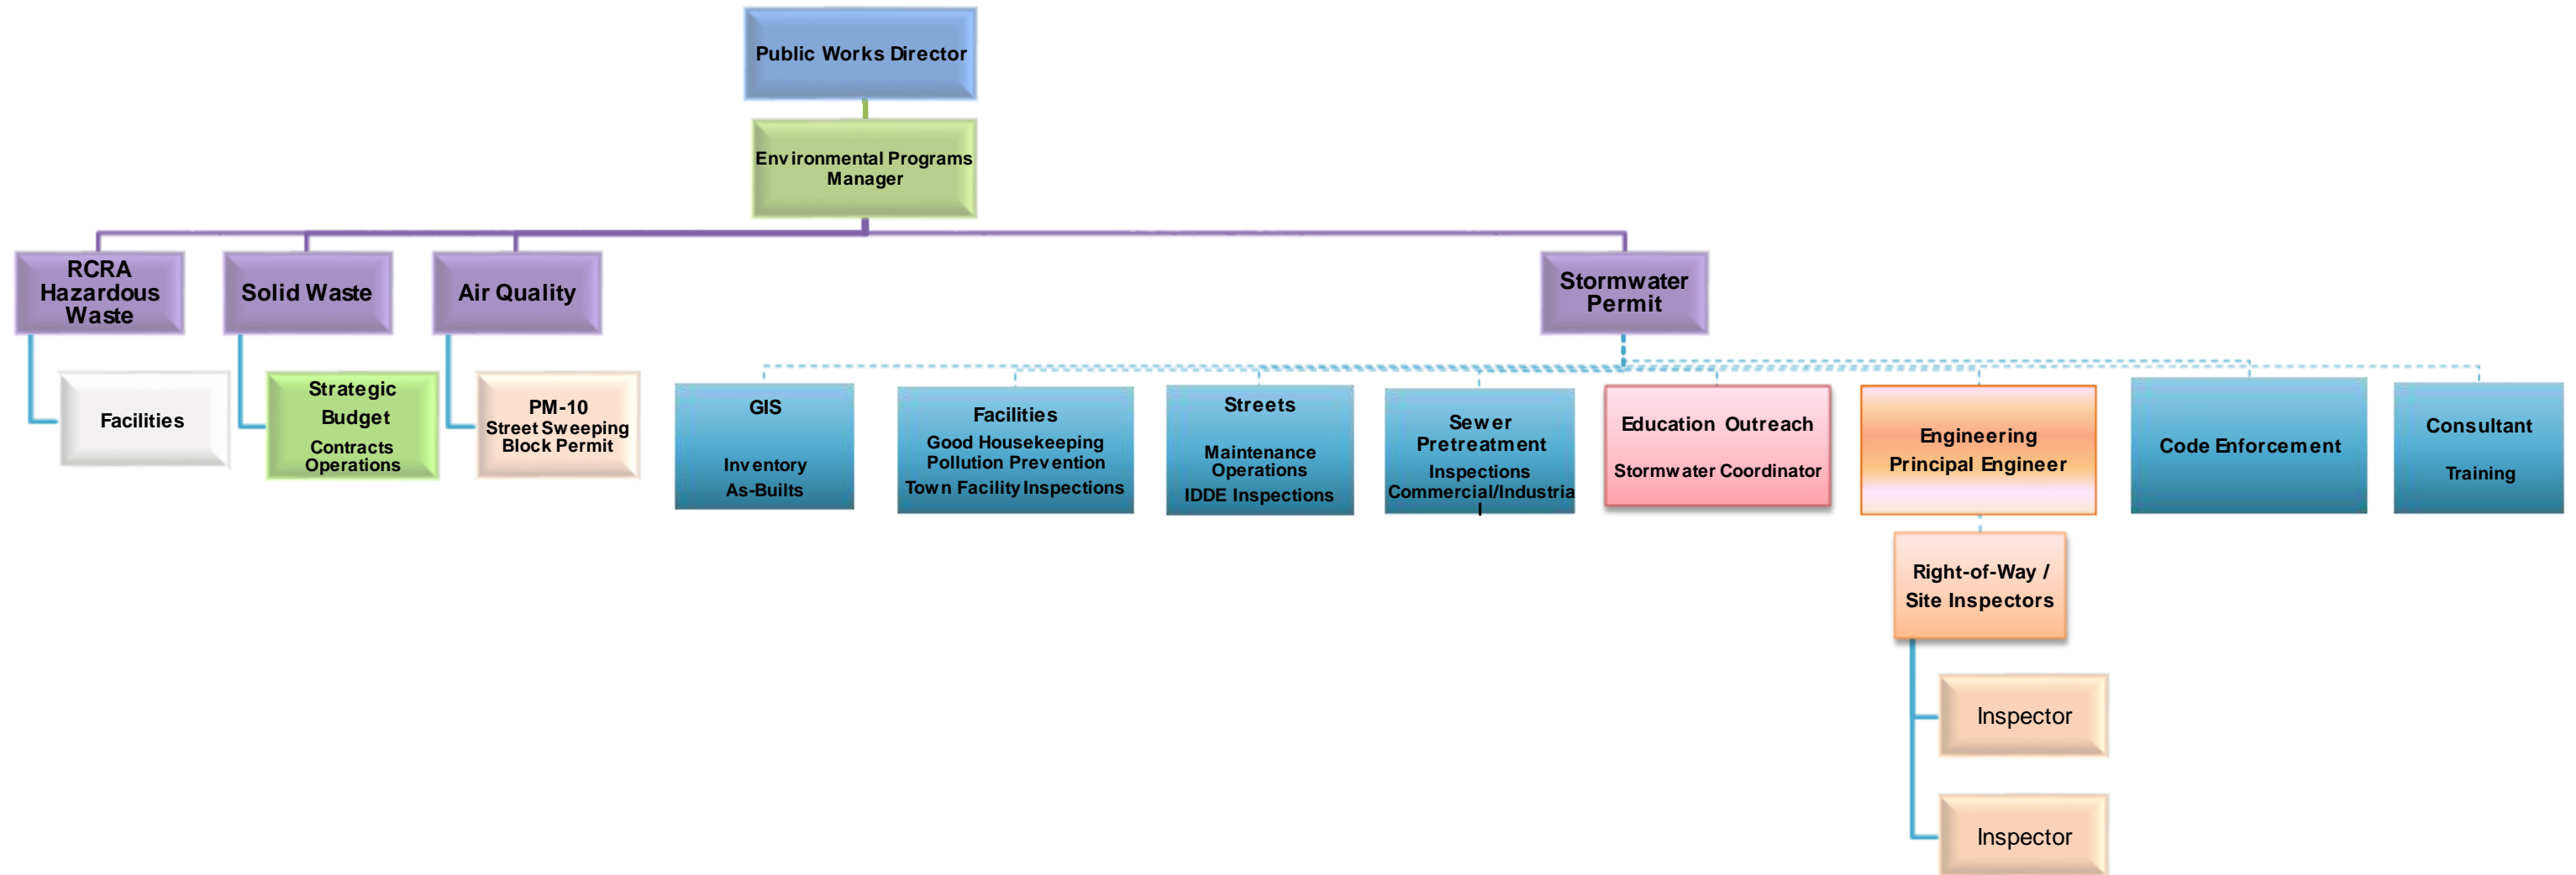 Public Works Director
Environmental Programs
Manager
RCRA
Hazardous
Waste
Solid Waste
Air Quality
Stormwater
Permit
Facilities
Strategic
Budget
Contracts
Operations
PM-10
Street Sweeping
Block Permit
GIS
Inventory
As-Builts
Facilities
Good Housekeeping
Pollution Prevention
Town Facility Inspections
Streets
Maintenance
Operations
IDDE Inspections
Sewer
Pretreatment
Inspections
Commercial/Industria
l
Education Outreach
Stormwater Coordinator
Engineering
Principal Engineer
Code Enforcement
Consultant
Training
Right-of-Way /
Site Inspectors
Inspector
Inspector